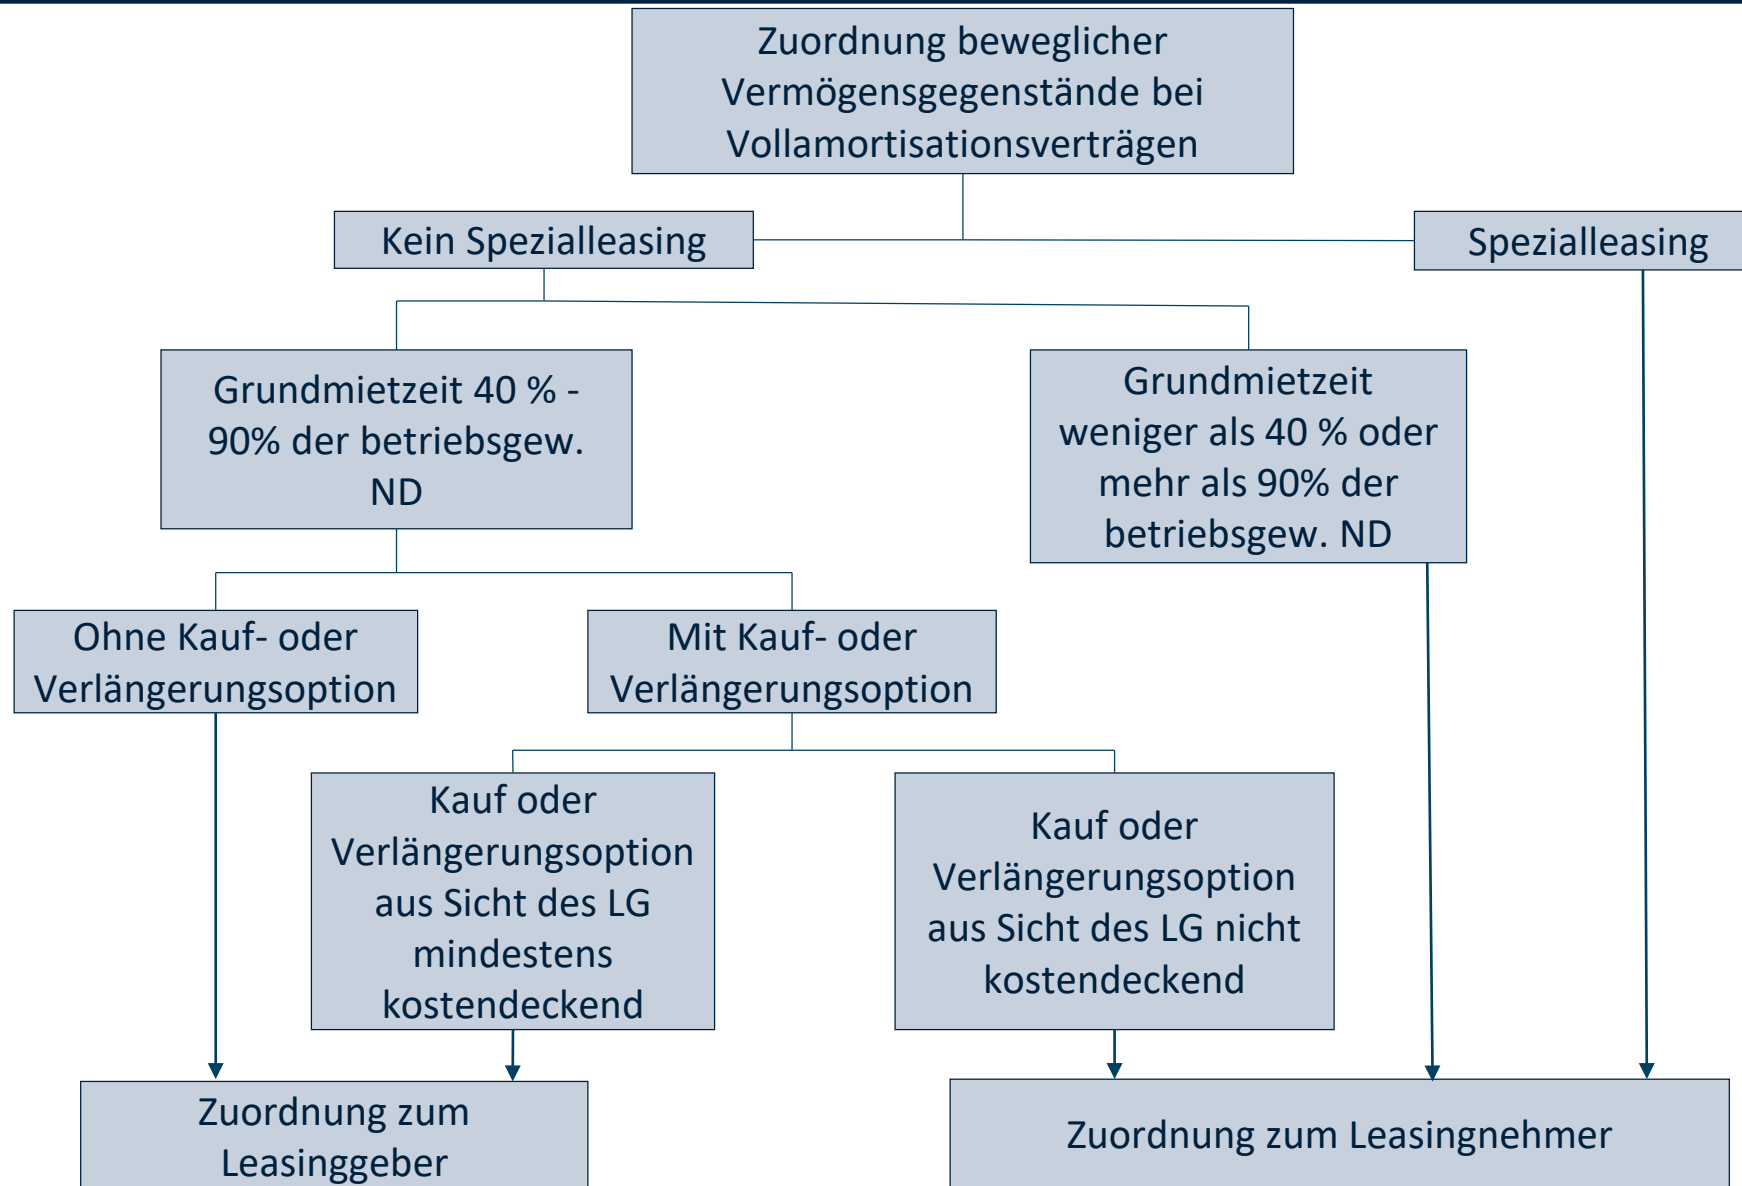 Zuordnung beweglicher
Vermögensgegenstände bei
Vollamortisationsverträgen
Kein Spezialleasing
Spezialleasing
Grundmietzeit 40 % -
90% der betriebsgew.
ND
Grundmietzeit
weniger als 40 % oder
mehr als 90% der
betriebsgew. ND
Ohne Kauf- oder
Verlängerungsoption
Mit Kauf- oder
Verlängerungsoption
Kauf oder
Verlängerungsoption
aus Sicht des LG
mindestens
kostendeckend
Kauf oder
Verlängerungsoption
aus Sicht des LG nicht
kostendeckend
Zuordnung zum
Leasinggeber
Zuordnung zum Leasingnehmer